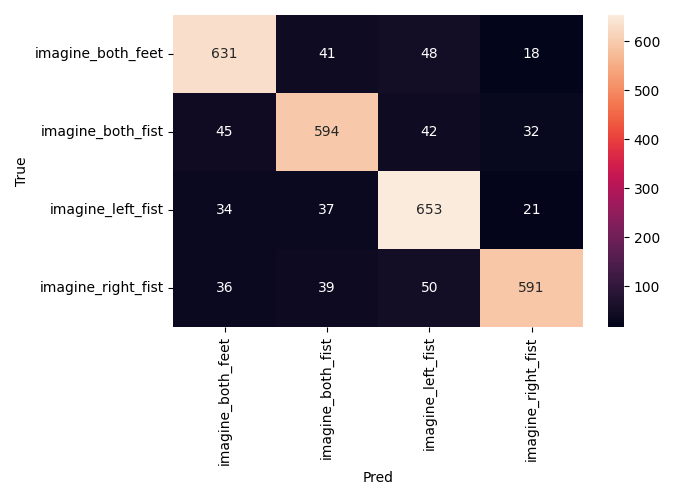 imagine_both_feet 631 41 48 18
imagine_both_fist 45 594 42 32
imagine_left_fist 34 37 653 21
imagine_right_fist 36 39 50 591
True
imagine_both_feet
imagine_both_fist
imagine_left_fist
imagine_right_fist
Pred
600
500
400
300
200
100